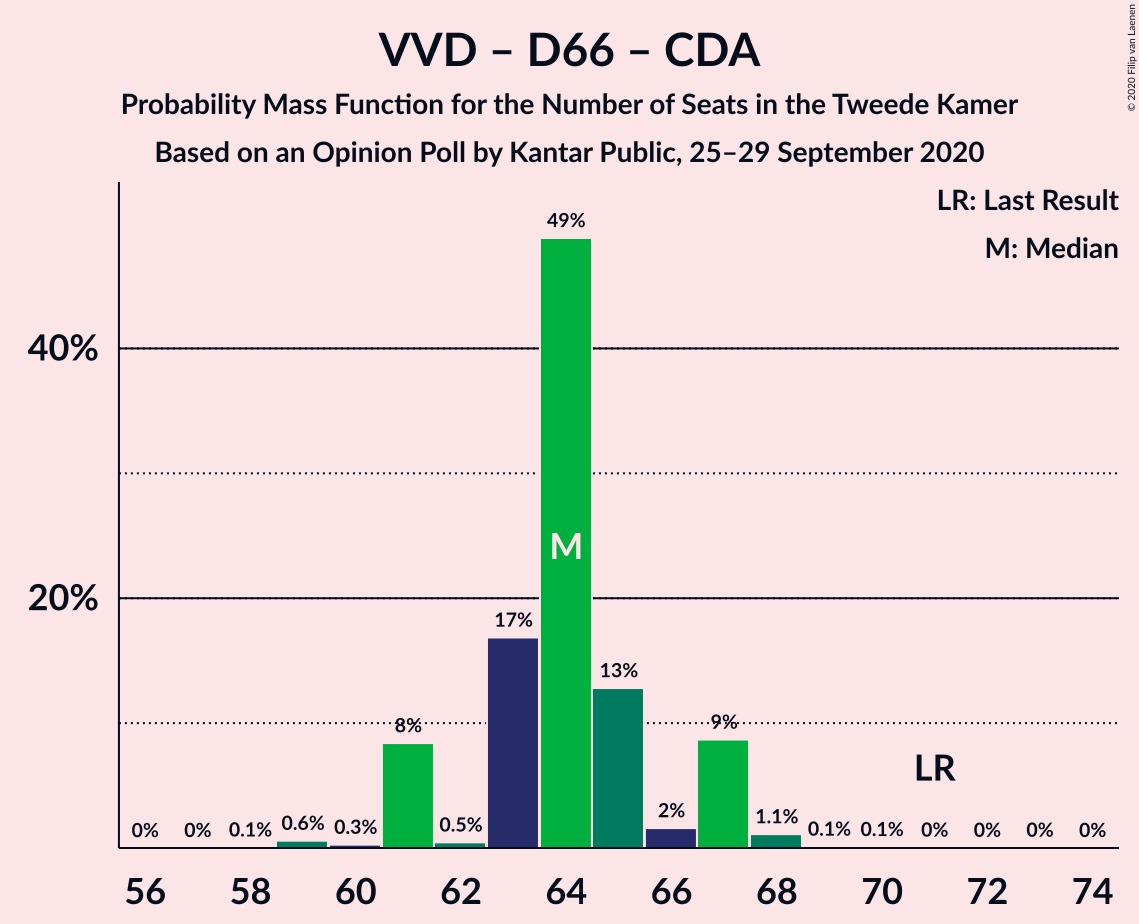 VVD – D66 – CDA
Probability Mass Function for the Number of Seats in the Tweede Kamer
Based on an Opinion Poll by Kantar Public, 25–29 September 2020
© 2020 Filip van Laenen
LR: Last Result
M: Median
49%
40%
M
20%
17%
13%
8%
9%
LR
0% 0% 0.1% 0.6% 0.3% 0.5% 2% 1.1% 0.1% 0.1% 0% 0% 0% 0%
56 58 60 62 64 66 68 70 72 74